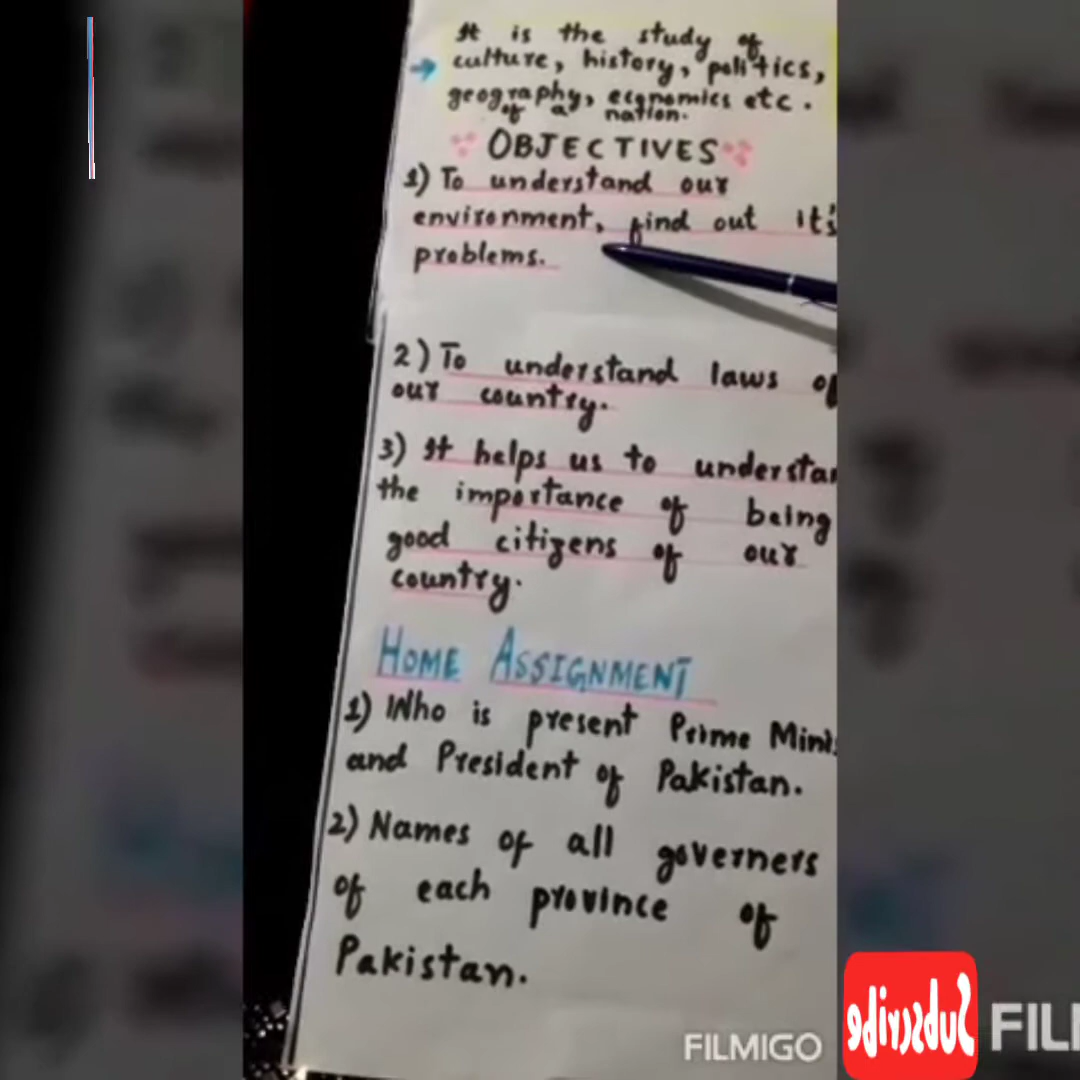 It is the study of
culture, history, politics,
geography, economics etc.
of a nation.
OBJECTIVES
1) To understand our
environment, find out it's
problems.
2) To understand laws of
our country.
3) It helps us to understan
the importance of being
good citizens of our
country.
HOME ASSIGNMENT
1) Who is present Prime Minis
and President of Pakistan.
2) Names of all governers
of each province of
Pakistan.
FILMIGO
Subscribe
FIL